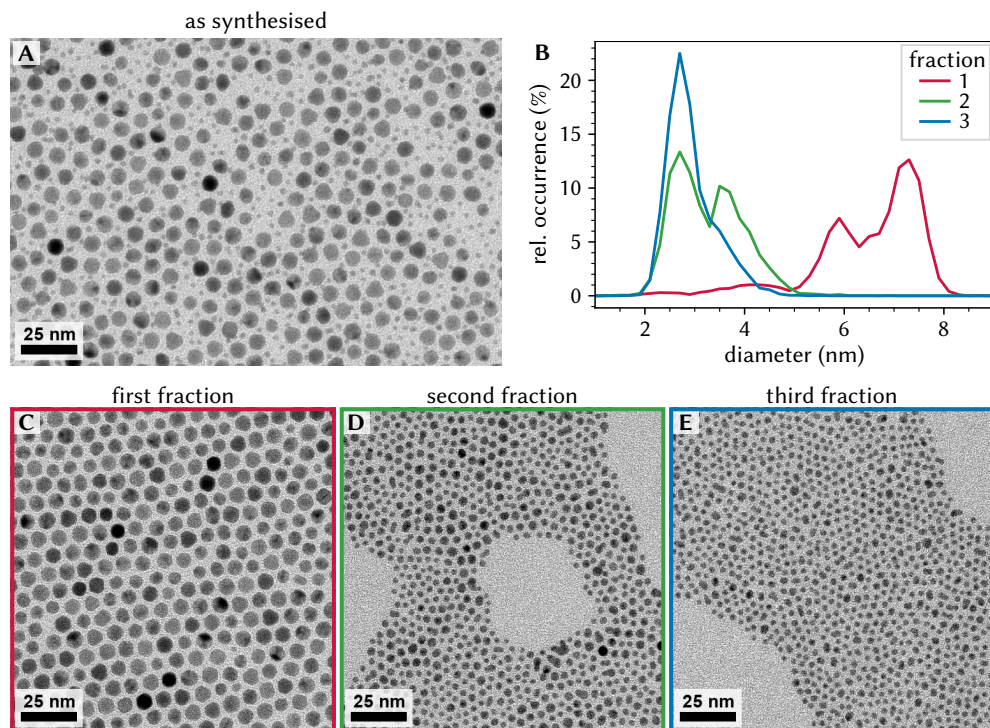 as synthesised
A
25 nm
B
rel. occurrence (%)
20
15
10
5
0
2 4 6 8
diameter (nm)
fraction
1
2
3
first fraction
C
25 nm
second fraction
D
25 nm
third fraction
E
25 nm